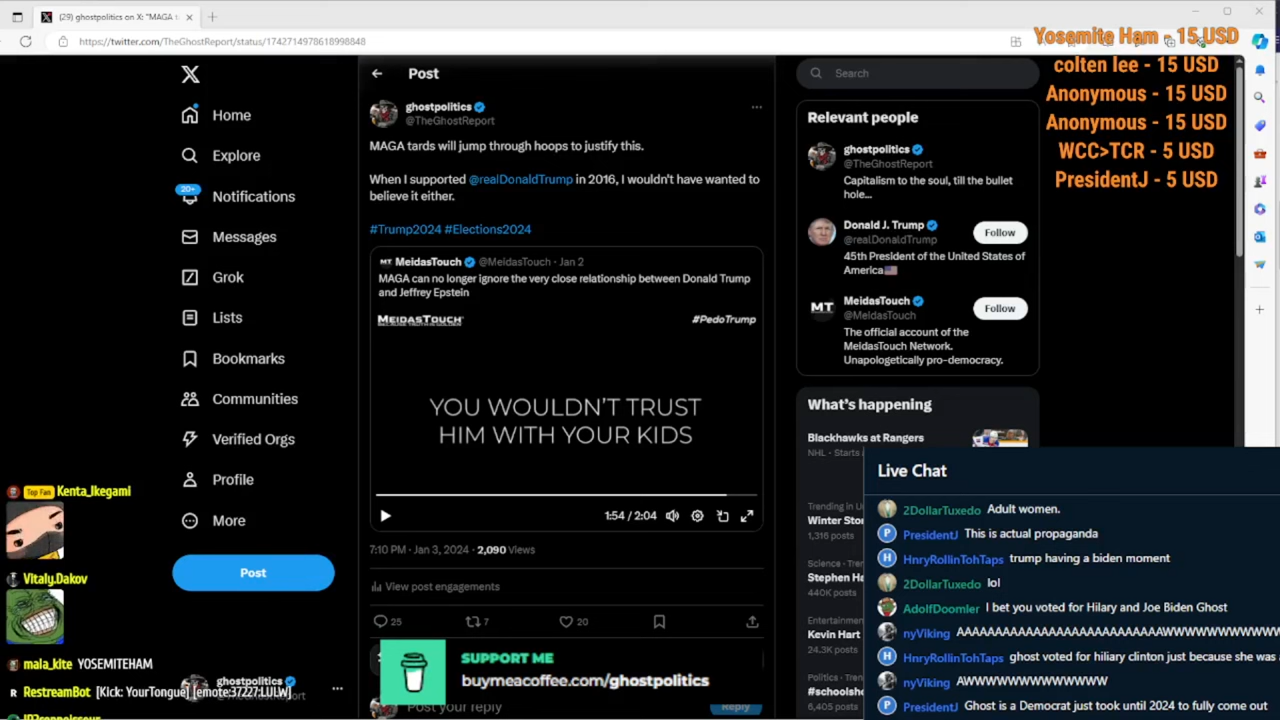 (29) ghostpolitics on X: "MAGA t
https://twitter.com/TheGhostReport/status/1742714978618998848
Yosemite Ham - 15 USD
colten lee - 15 USD
Anonymous - 15 USD
Anonymous - 15 USD
WCC>TCR - 5 USD
PresidentJ - 5 USD
Home
Explore
20+
Notifications
Messages
Grok
Lists
Bookmarks
Communities
Verified Orgs
Profile
More
Post
ghostpolitics
Post
ghostpolitics
@TheGhostReport
MAGA tards will jump through hoops to justify this.
When I supported @realDonaldTrump in 2016, I wouldn't have wanted to
believe it either.
#Trump2024 #Elections2024
MT MeidasTouch @MeidasTouch · Jan 2
MAGA can no longer ignore the very close relationship between Donald Trump
and Jeffrey Epstein
MEIDASTOUCH
#PedoTrump
YOU WOULDN'T TRUST
HIM WITH YOUR KIDS
1:54 / 2:04
7:10 PM · Jan 3, 2024 · 2,090 Views
View post engagements
25
7
20
SUPPORT ME
buymeacoffee.com/ghostpolitics
Post your reply
Reply
Search
Relevant people
ghostpolitics
@TheGhostReport
Capitalism to the soul, till the bullet
hole...
Donald J. Trump
@realDonaldTrump
Follow
45th President of the United States of
America
MT
MeidasTouch
@MeidasTouch
Follow
The official account of the
MeidasTouch Network.
Unapologetically pro-democracy.
What's happening
Blackhawks at Rangers
NHL · Starts
Trending in
Winter Sto
1,316 posts
Science · Tre
Stephen Ha
440K posts
Entertainmen
Kevin Hart
24.3K posts
Politics ·
#schoolsho
6,405 posts
Live Chat
2DollarTuxedo Adult women.
P PresidentJ This is actual propaganda
H HnryRollinTohTaps trump having a biden moment
2DollarTuxedo lol
AdolfDoomler I bet you voted for Hilary and Joe Biden Ghost
nyViking AAAAAAAAAAAAAAAAAAAAAAAAAWWWWWWWWWWWW
H HnryRollinTohTaps ghost voted for hiliary clinton just because she was
nyViking AWWWWWWWWWWWWWW
P PresidentJ Ghost is a Democrat just took until 2024 to fully come out
Top Fan Kenta_Ikegami
Vitaly.Dakov
mala_kite YOSEMITEHAM
R RestreamBot [Kick: YourTongue] [emote:37227:LULW]